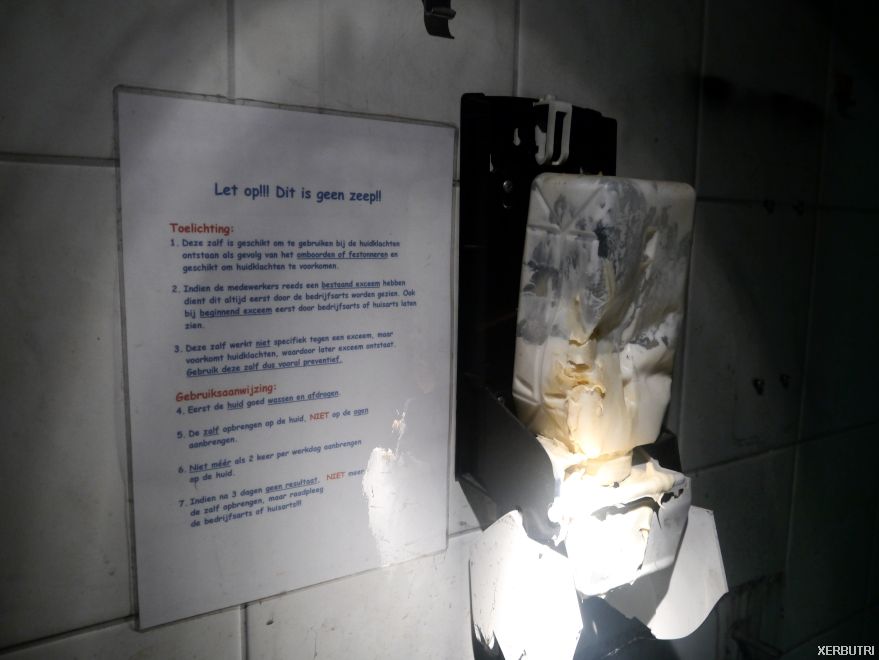 Let op!!! Dit is geen zeep!!
Toelichting:
1. Deze zalf is geschikt om te gebruiken bij de huidklachten
ontstaan als gevolg van het omboorden of festonneren en
geschikt om huidklachten te voorkomen.
2. Indien de medewerkers reeds een bestaand exceem hebben
dient dit altijd eerst door de bedrijfsarts worden gezien. Ook
bij beginnend exceem eerst door bedrijfsarts of huisarts laten
zien.
3. Deze zalf werkt niet specifiek tegen een exceem, maar
voorkomt huidklachten, waardoor later exceem ontstaat.
Gebruik deze zalf dus vooral preventief.
Gebruiksaanwijzing:
4. Eerst de huid goed wassen en afdrogen.
5. De zalf opbrengen op de huid, NIET op de ogen
aanbrengen.
6. Niet méér als 2 keer per werkdag aanbrengen
op de huid.
7. Indien na 3 dagen geen resultaat, NIET meer
de zalf opbrengen, maar raadpleeg
de bedrijfsarts of huisarts!!!
XERBUTRI